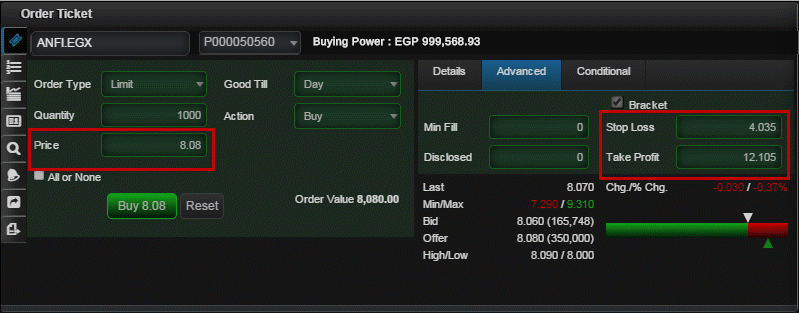 Order Ticket
ANFI.EGX P000050560 Buying Power : EGP 999,568.93
Order Type Limit Good Till Day
Quantity 1000 Action Buy
Price 8.08
All or None
Buy 8.08 Reset Order Value 8,080.00
Details Advanced Conditional
Bracket
Min Fill 0 Stop Loss 4.035
Disclosed 0 Take Profit 12.105
Last 8.070 Chg./% Chg. -0.030 / -0.37%
Min/Max 7.290 / 9.310
Bid 8.060 (165,748)
Offer 8.080 (350,000)
High/Low 8.090 / 8.000